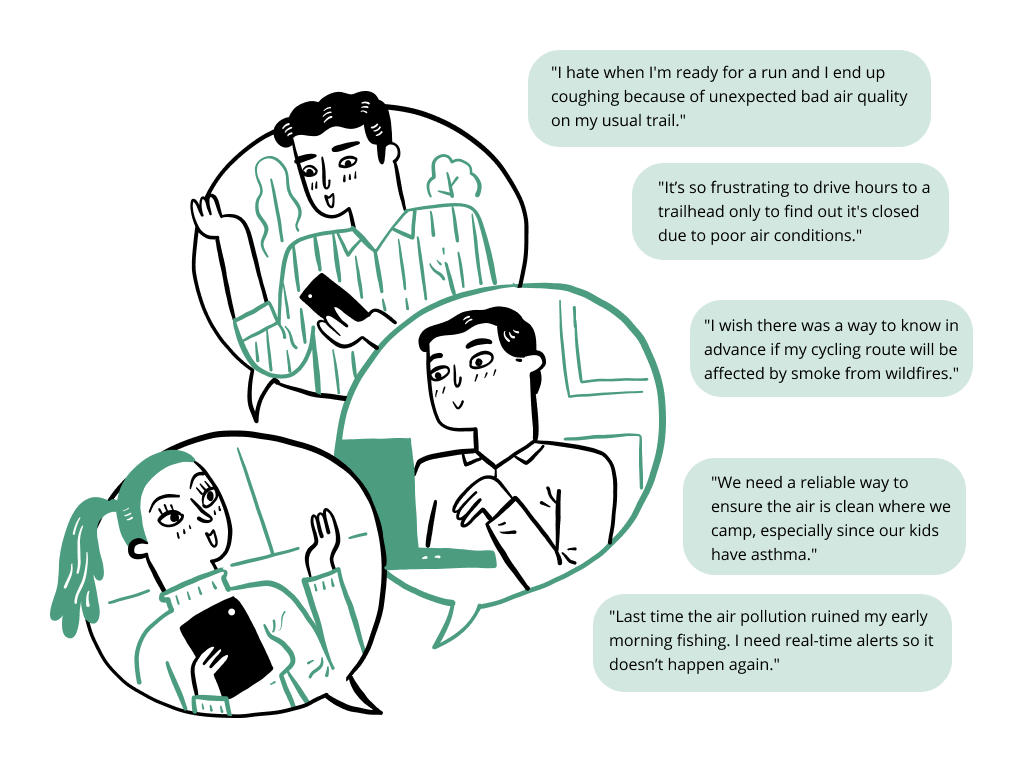 "I hate when I'm ready for a run and I end up
coughing because of unexpected bad air quality
on my usual trail."
"It's so frustrating to drive hours to a
trailhead only to find out it's closed
due to poor air conditions."
"I wish there was a way to know in
advance if my cycling route will be
affected by smoke from wildfires."
"We need a reliable way to
ensure the air is clean where we
camp, especially since our kids
have asthma."
"Last time the air pollution ruined my early
morning fishing. I need real-time alerts so it
doesn’t happen again."